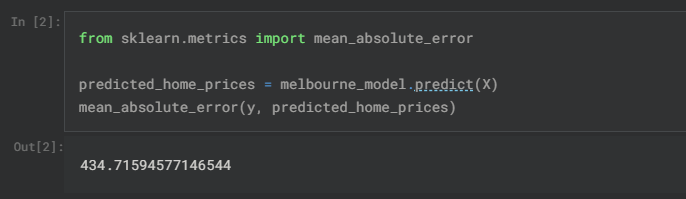 In [2]:
from sklearn.metrics import mean_absolute_error
predicted_home_prices = melbourne_model.predict(X)
mean_absolute_error(y, predicted_home_prices)
Out[2]:
434.71594577146544